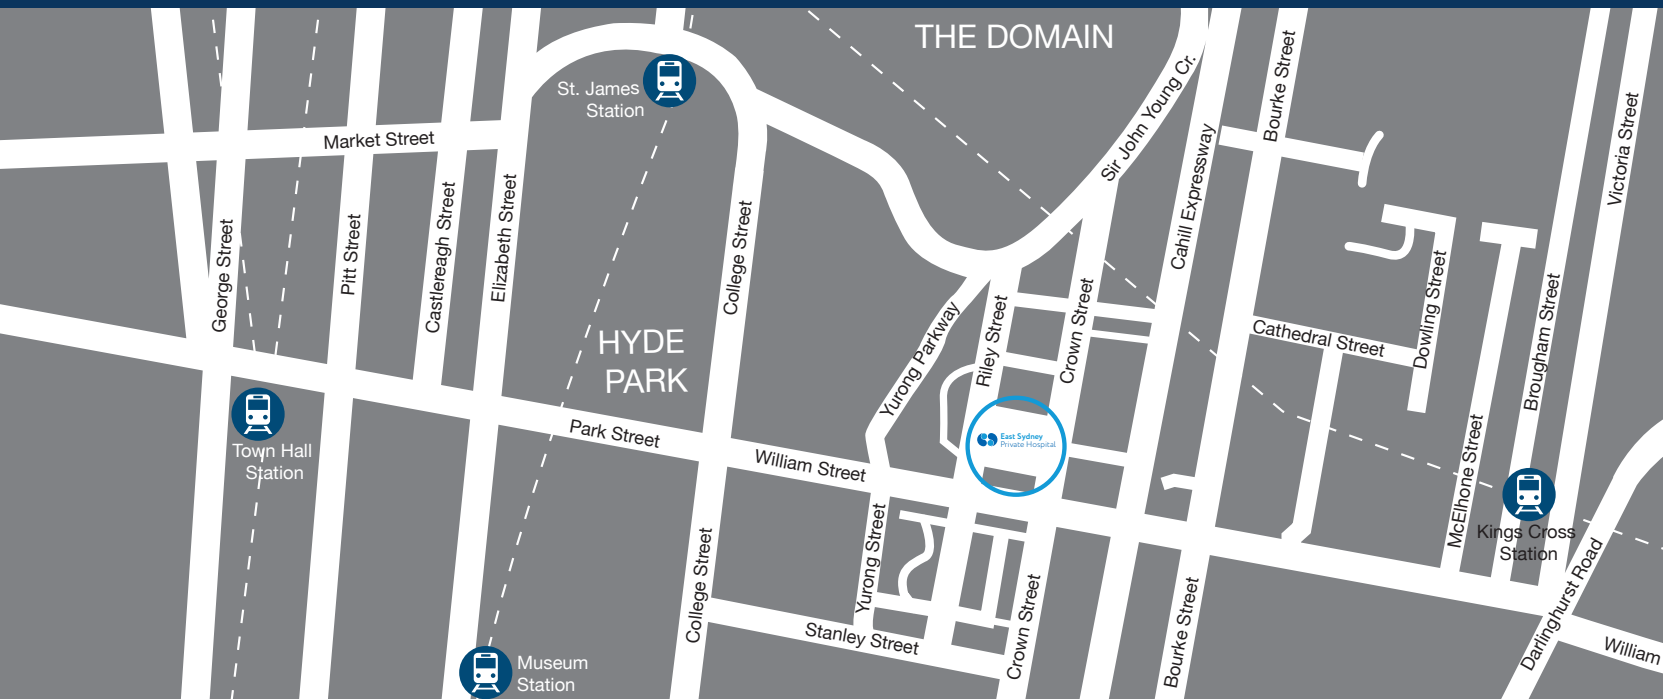 THE DOMAIN
St. James
Station
Market Street
George Street
Pitt Street
Castlereagh Street
Elizabeth Street
College Street
HYDE
PARK
Sir John Young Cr.
Cahill Expressway
Bourke Street
Victoria Street
Yurong Parkway
Riley Street
Crown Street
Cathedral Street
Dowling Street
Brougham Street
McElhone Street
East Sydney
Private Hospital
Town Hall
Station
Park Street
William Street
Kings Cross
Station
Darlinghurst Road
Yurong Street
College Street
Stanley Street
Crown Street
Bourke Street
William
Museum
Station